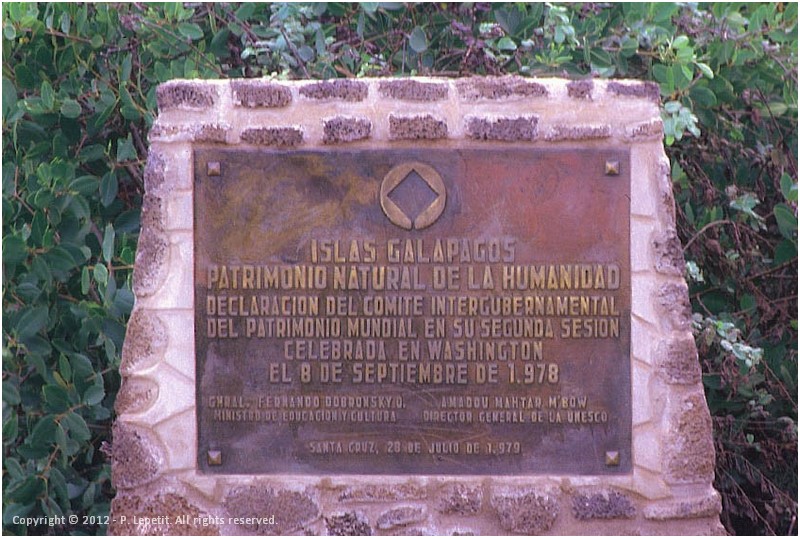 ISLAS GALAPAGOS
PATRIMONIO NATURAL DE LA HUMANIDAD
DECLARACION DEL COMITE INTERGUBERNAMENTAL
DEL PATRIMONIO MUNDIAL EN SU SEGUNDA SESION
CELEBRADA EN WASHINGTON
EL 8 DE SEPTIEMBRE DE 1.978
GNRAL. FERNANDO DOBRONSKY O. AMADOU MAHTAR M'BOW
MINISTRO DE EDUCACION Y CULTURA DIRECTOR GENERAL DE LA UNESCO
SANTA CRUZ, 28 DE JULIO DE 1.979
Copyright © 2012 - P. Lepetit. All rights reserved.